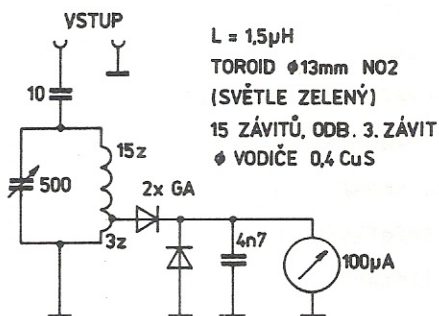 VSTUP
L = 1,5µH
TOROID ϕ13mm NO2
(SVĚTLE ZELENÝ)
15 ZÁVITŮ, ODB. 3. ZÁVIT
ϕ VODIČE 0,4 CuS
10
15z
500
2x GA
3z
4n7
100µA